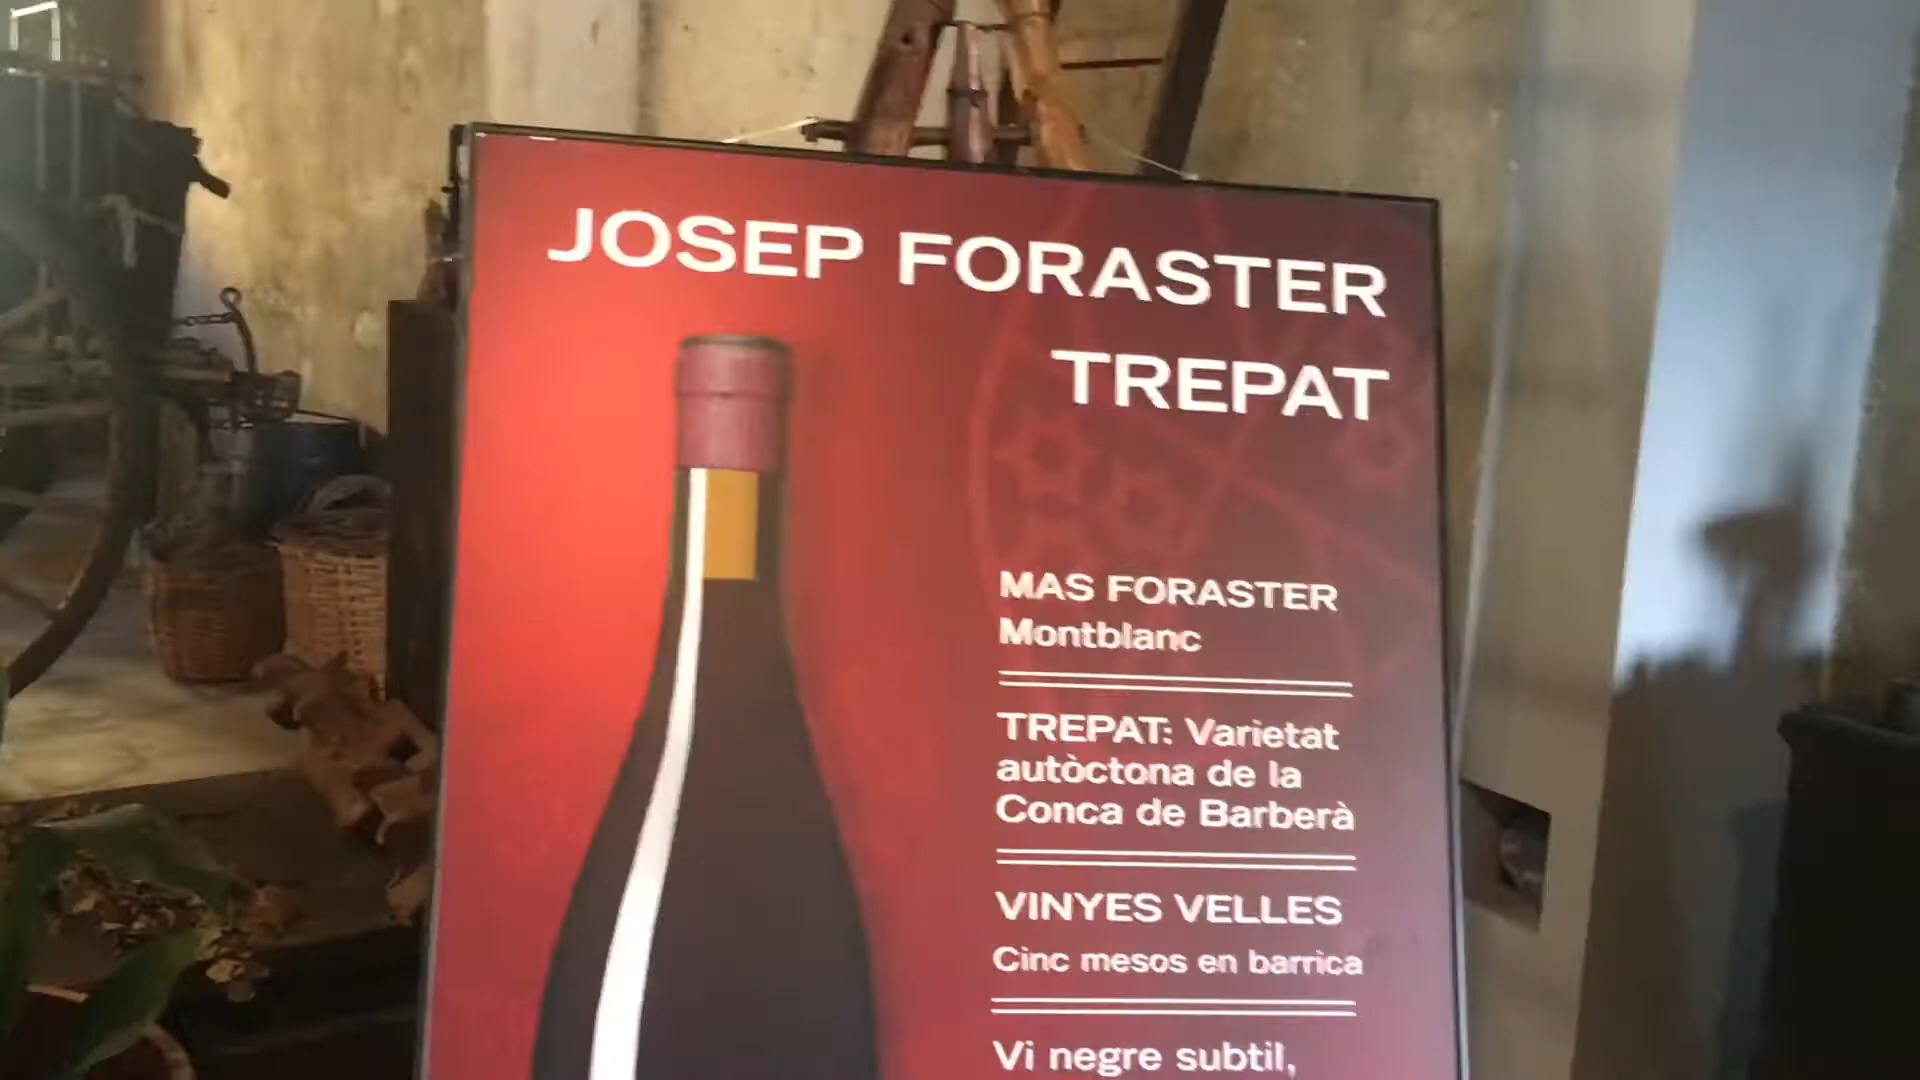 JOSEP FORASTER
TREPAT
MAS FORASTER
Montblanc
TREPAT: Varietat
autòctona de la
Conca de Barberà
VINYES VELLES
Cinc mesos en barrica
Vi negre subtil,